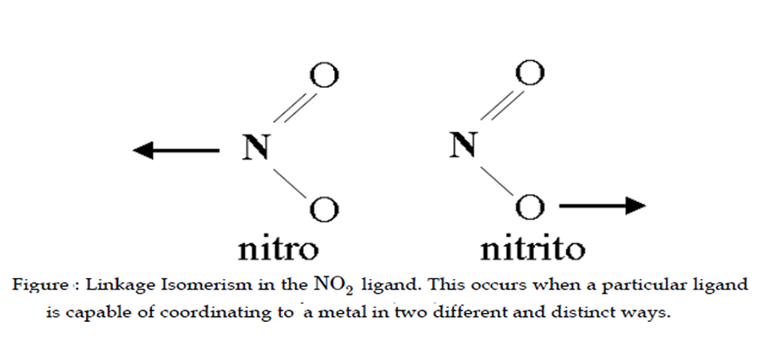 O O
N N
O O
nitro nitrito
Figure : Linkage Isomerism in the NO₂ ligand. This occurs when a particular ligand
is capable of coordinating to a metal in two different and distinct ways.